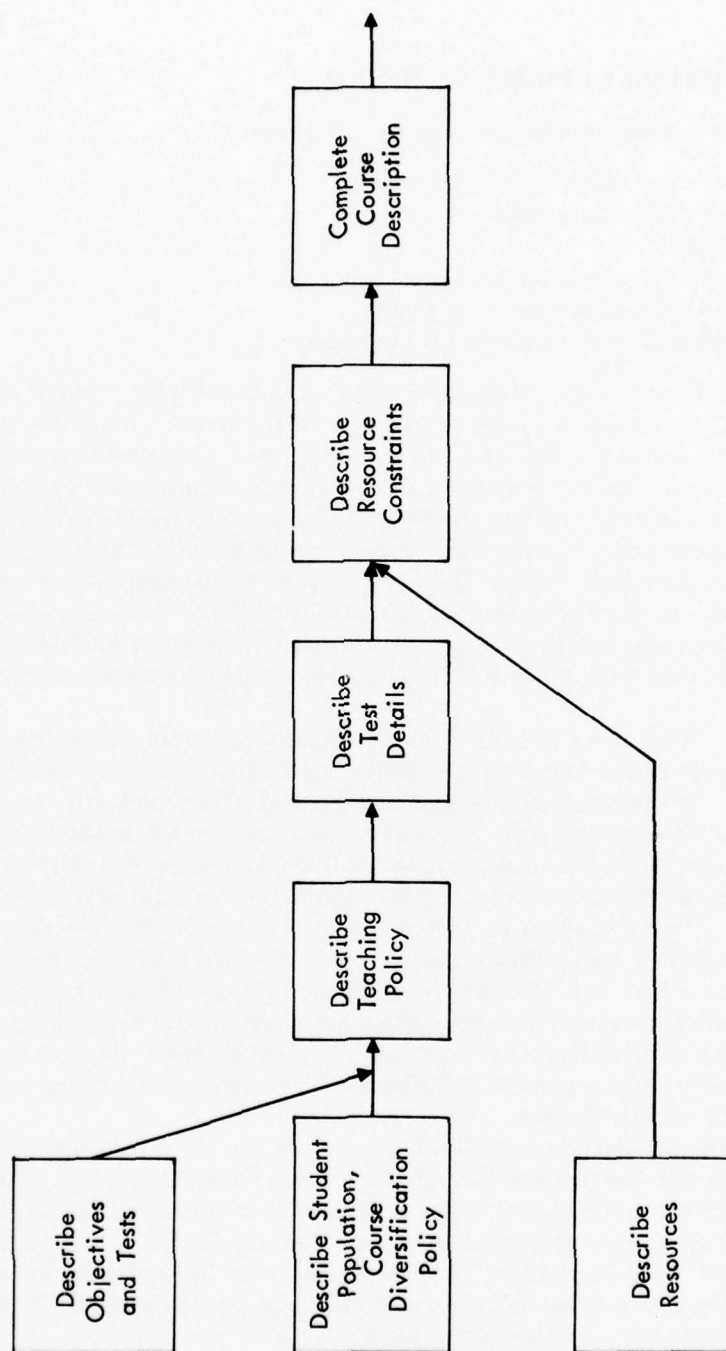 Describe
Objectives
and Tests
Describe Student
Population,
Course
Diversification
Policy
Describe
Resources
Describe
Teaching
Policy
Describe
Test
Details
Describe
Resource
Constraints
Complete
Course
Description